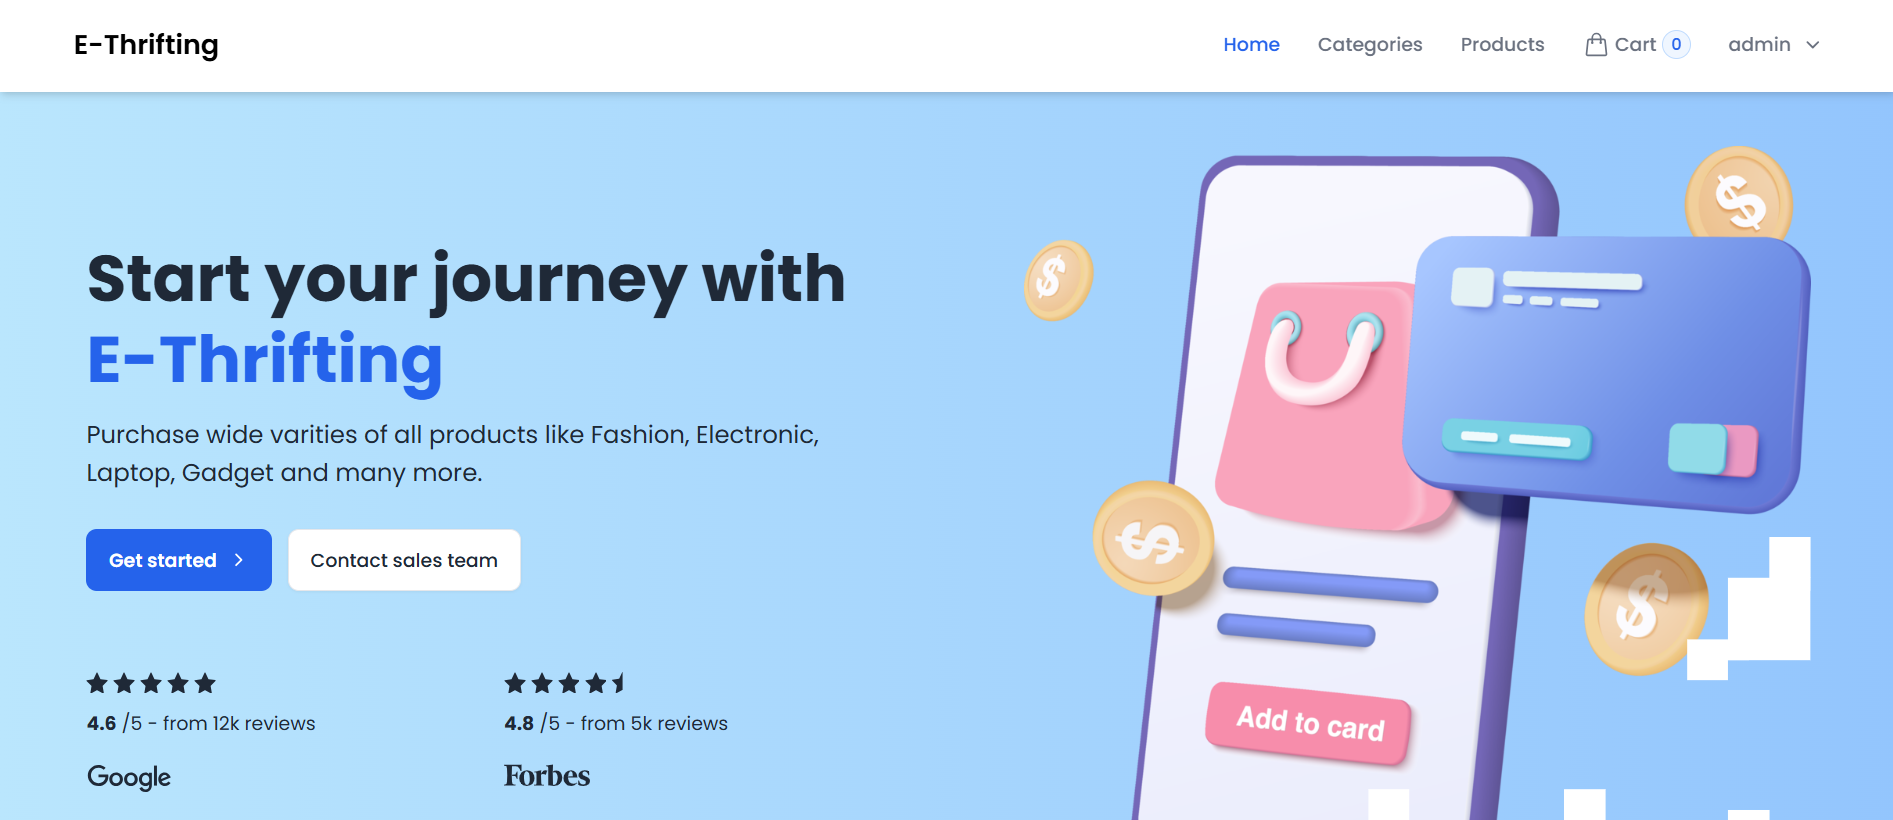 E-Thrifting
Home Categories Products Cart 0 admin
Start your journey with
E-Thrifting
Purchase wide varities of all products like Fashion, Electronic,
Laptop, Gadget and many more.
Get started
Contact sales team
4.6 /5 - from 12k reviews
Google
4.8 /5 - from 5k reviews
Forbes
$
$
$
$
Add to card